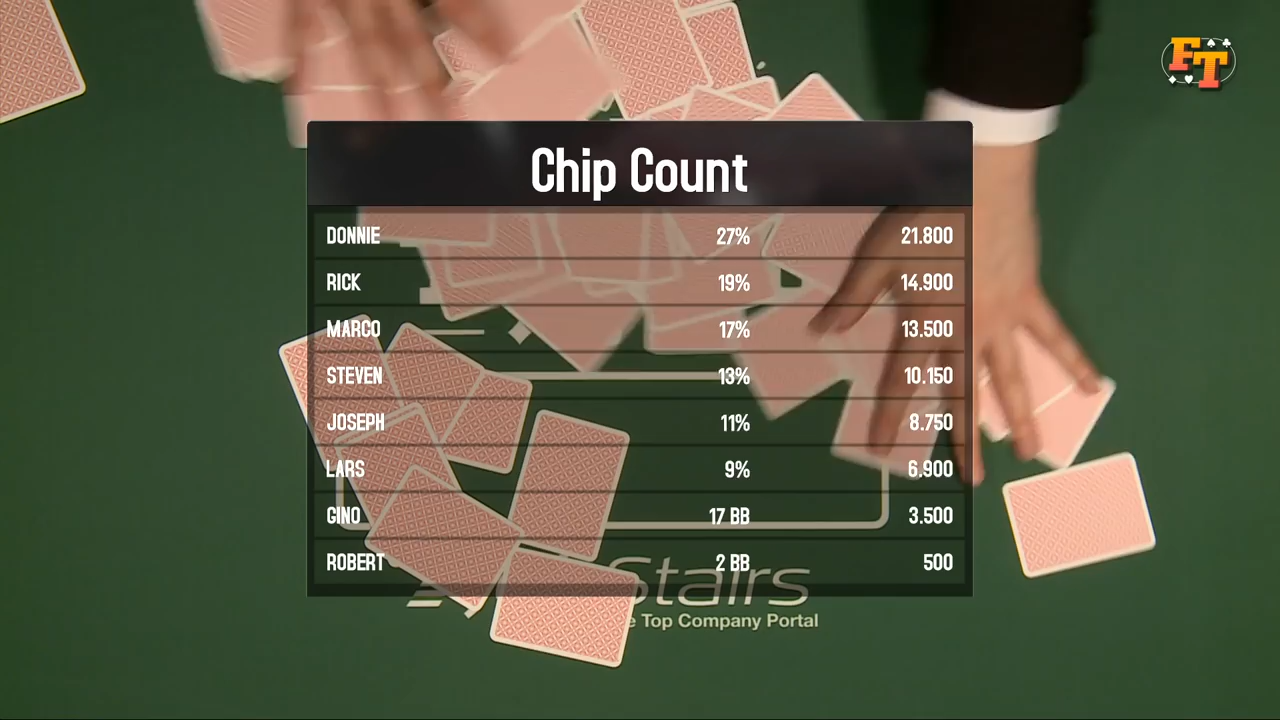 FT
Chip Count
DONNIE 27% 21.800
RICK 19% 14.900
MARCO 17% 13.500
STEVEN 13% 10.150
JOSEPH 11% 8.750
LARS 9% 6.900
GINO 17 BB 3.500
ROBERT 2 BB 500
Stairs
Top Company Portal